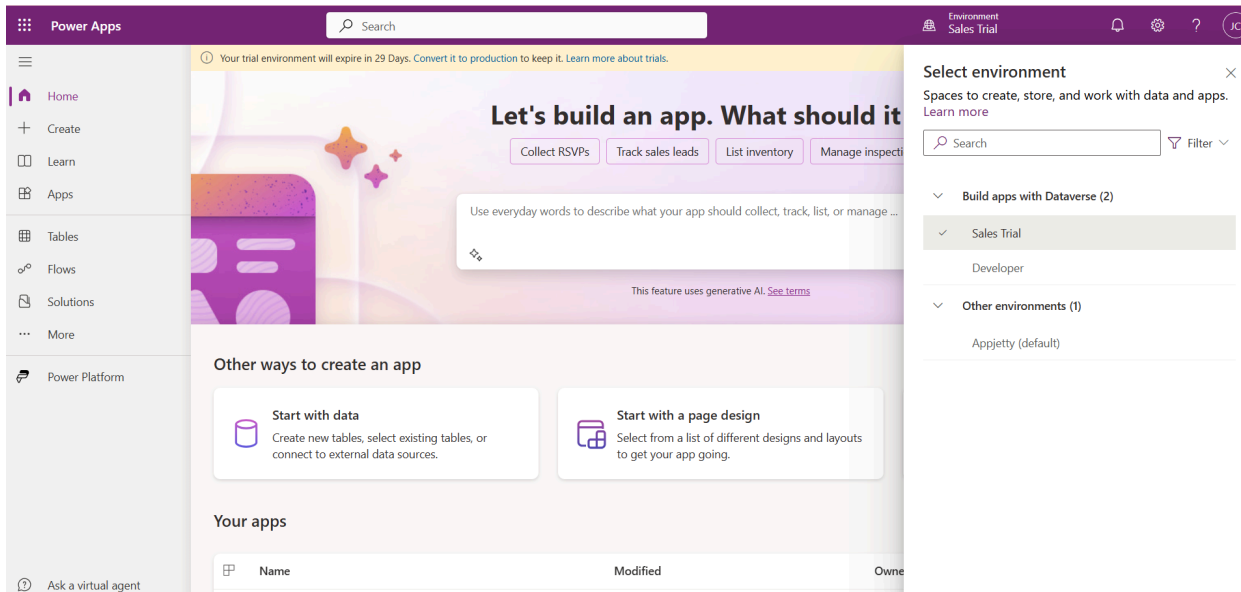 Power Apps
Search
Environment
Sales Trial
?
JC
Home
Create
Learn
Apps
Tables
Flows
Solutions
More
Power Platform
Ask a virtual agent
Your trial environment will expire in 29 Days. Convert it to production to keep it. Learn more about trials.
Let's build an app. What should it
Collect RSVPs
Track sales leads
List inventory
Manage inspecti
Use everyday words to describe what your app should collect, track, list, or manage ...
This feature uses generative AI. See terms
Other ways to create an app
Start with data
Create new tables, select existing tables, or
connect to external data sources.
Start with a page design
Select from a list of different designs and layouts
to get your app going.
Your apps
Name
Modified
Owne
Select environment
Spaces to create, store, and work with data and apps.
Learn more
Search
Filter
Build apps with Dataverse (2)
Sales Trial
Developer
Other environments (1)
Appjetty (default)